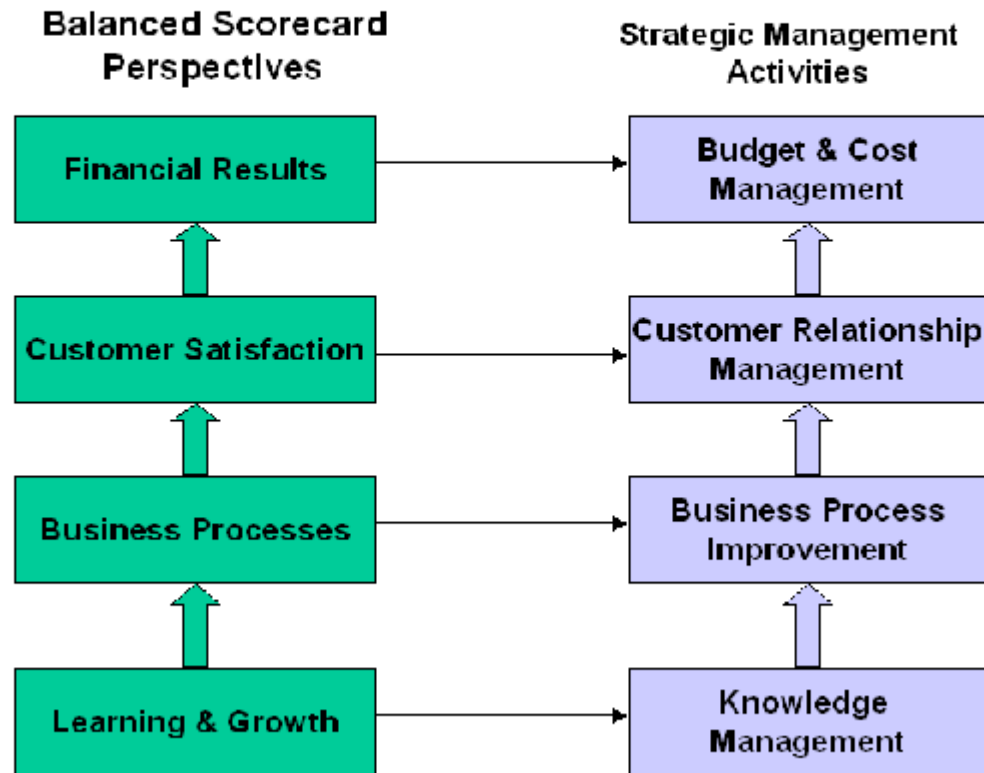 Balanced Scorecard
Perspectives
Strategic Management
Activities
Financial Results
Budget & Cost
Management
Customer Satisfaction
Customer Relationship
Management
Business Processes
Business Process
Improvement
Learning & Growth
Knowledge
Management